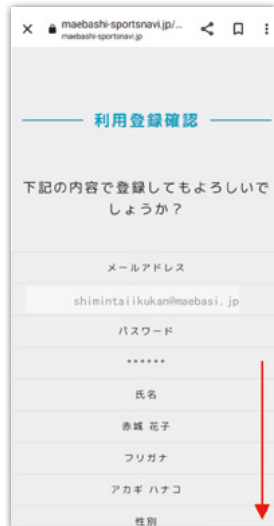 maebashi-sportsnavi.jp/...
maebashi-sportsnavi.jp
利用登録確認
下記の内容で登録してもよろしいで
しょうか？
メールアドレス
shimintaiikukan@maebasi.jp
パスワード
••••••
氏名
赤城 花子
フリガナ
アカギ ハナコ
性別